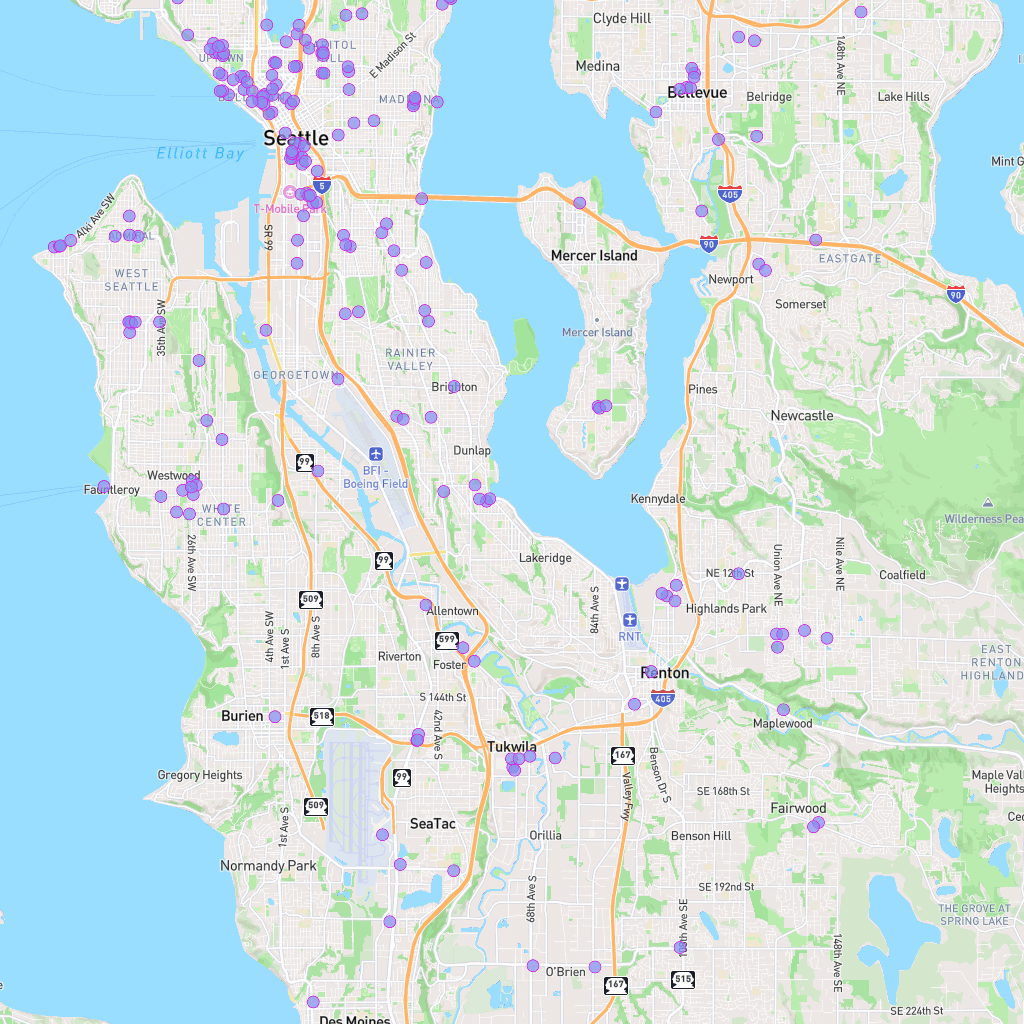 Clyde Hill
CAPITOL
HILL
UPTOWN
E Madison St
148th Ave NE
Medina
Bellevue
Belridge
Lake Hills
Seattle
Elliott Bay
Mint G
5
405
T-Mobile Park
Alki Ave SW
ADMIRAL
SR 99
90
Mercer Island
EASTGATE
WEST
SEATTLE
Newport
Somerset
90
35th Ave SW
Mercer Island
RAINIER
VALLEY
GEORGETOWN
Brighton
Pines
Newcastle
Dunlap
99
BFI -
Boeing Field
Westwood
Fauntleroy
Kennydale
WHITE
CENTER
Wilderness Pea
26th Ave SW
99
Lakeridge
Union Ave NE
Nile Ave NE
NE 12th St
Coalfield
509
84th Ave S
Highlands Park
Allentown
4th Ave SW
1st Ave S
8th Ave S
599
RNT
Riverton
Foster
EAST
RENTON
HIGHLAND
Renton
S 144th St
405
Burien
518
42nd Ave S
Maplewood
Tukwila
167
Benson Dr S
Gregory Heights
99
Maple Vall
Heights
SE 168th St
Valley Fwy
509
1st Ave S
SeaTac
Fairwood
Orillia
Benson Hill
Normandy Park
68th Ave S
SE 192nd St
THE GROVE AT
SPRING LAKE
148th Ave SE
O'Brien
167
515
SE 224th St
Des Moines